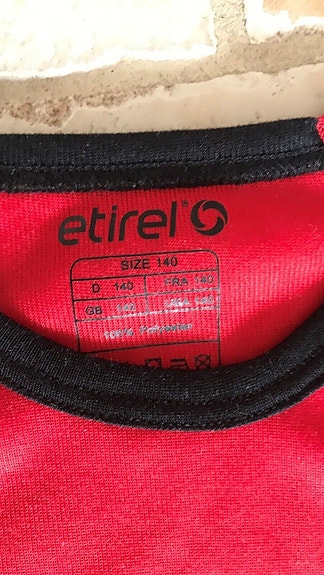 etirel®
SIZE 140
D 140 FRA 140
GB 140 USA 140
100% Polyester